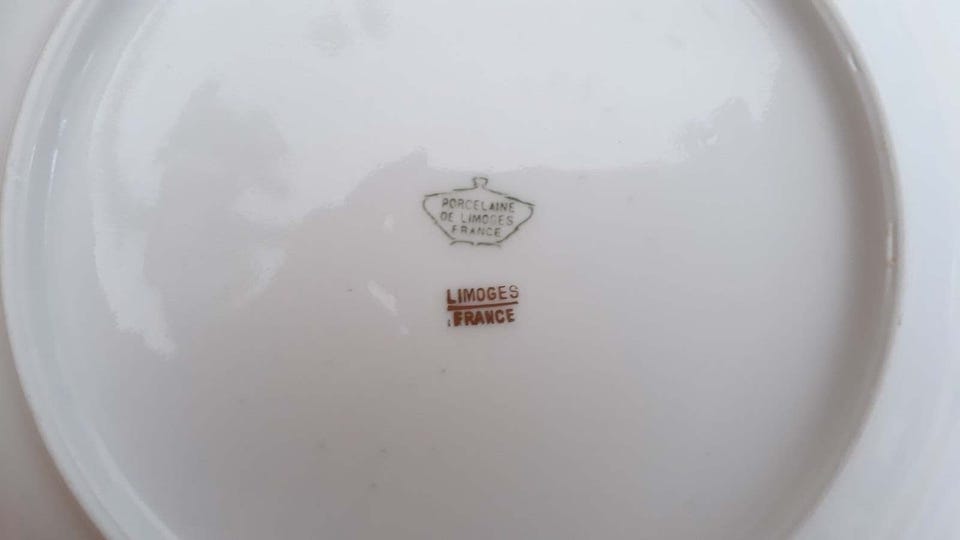 PORCELAINE
DE LIMOGES
FRANCE
LIMOGES
FRANCE